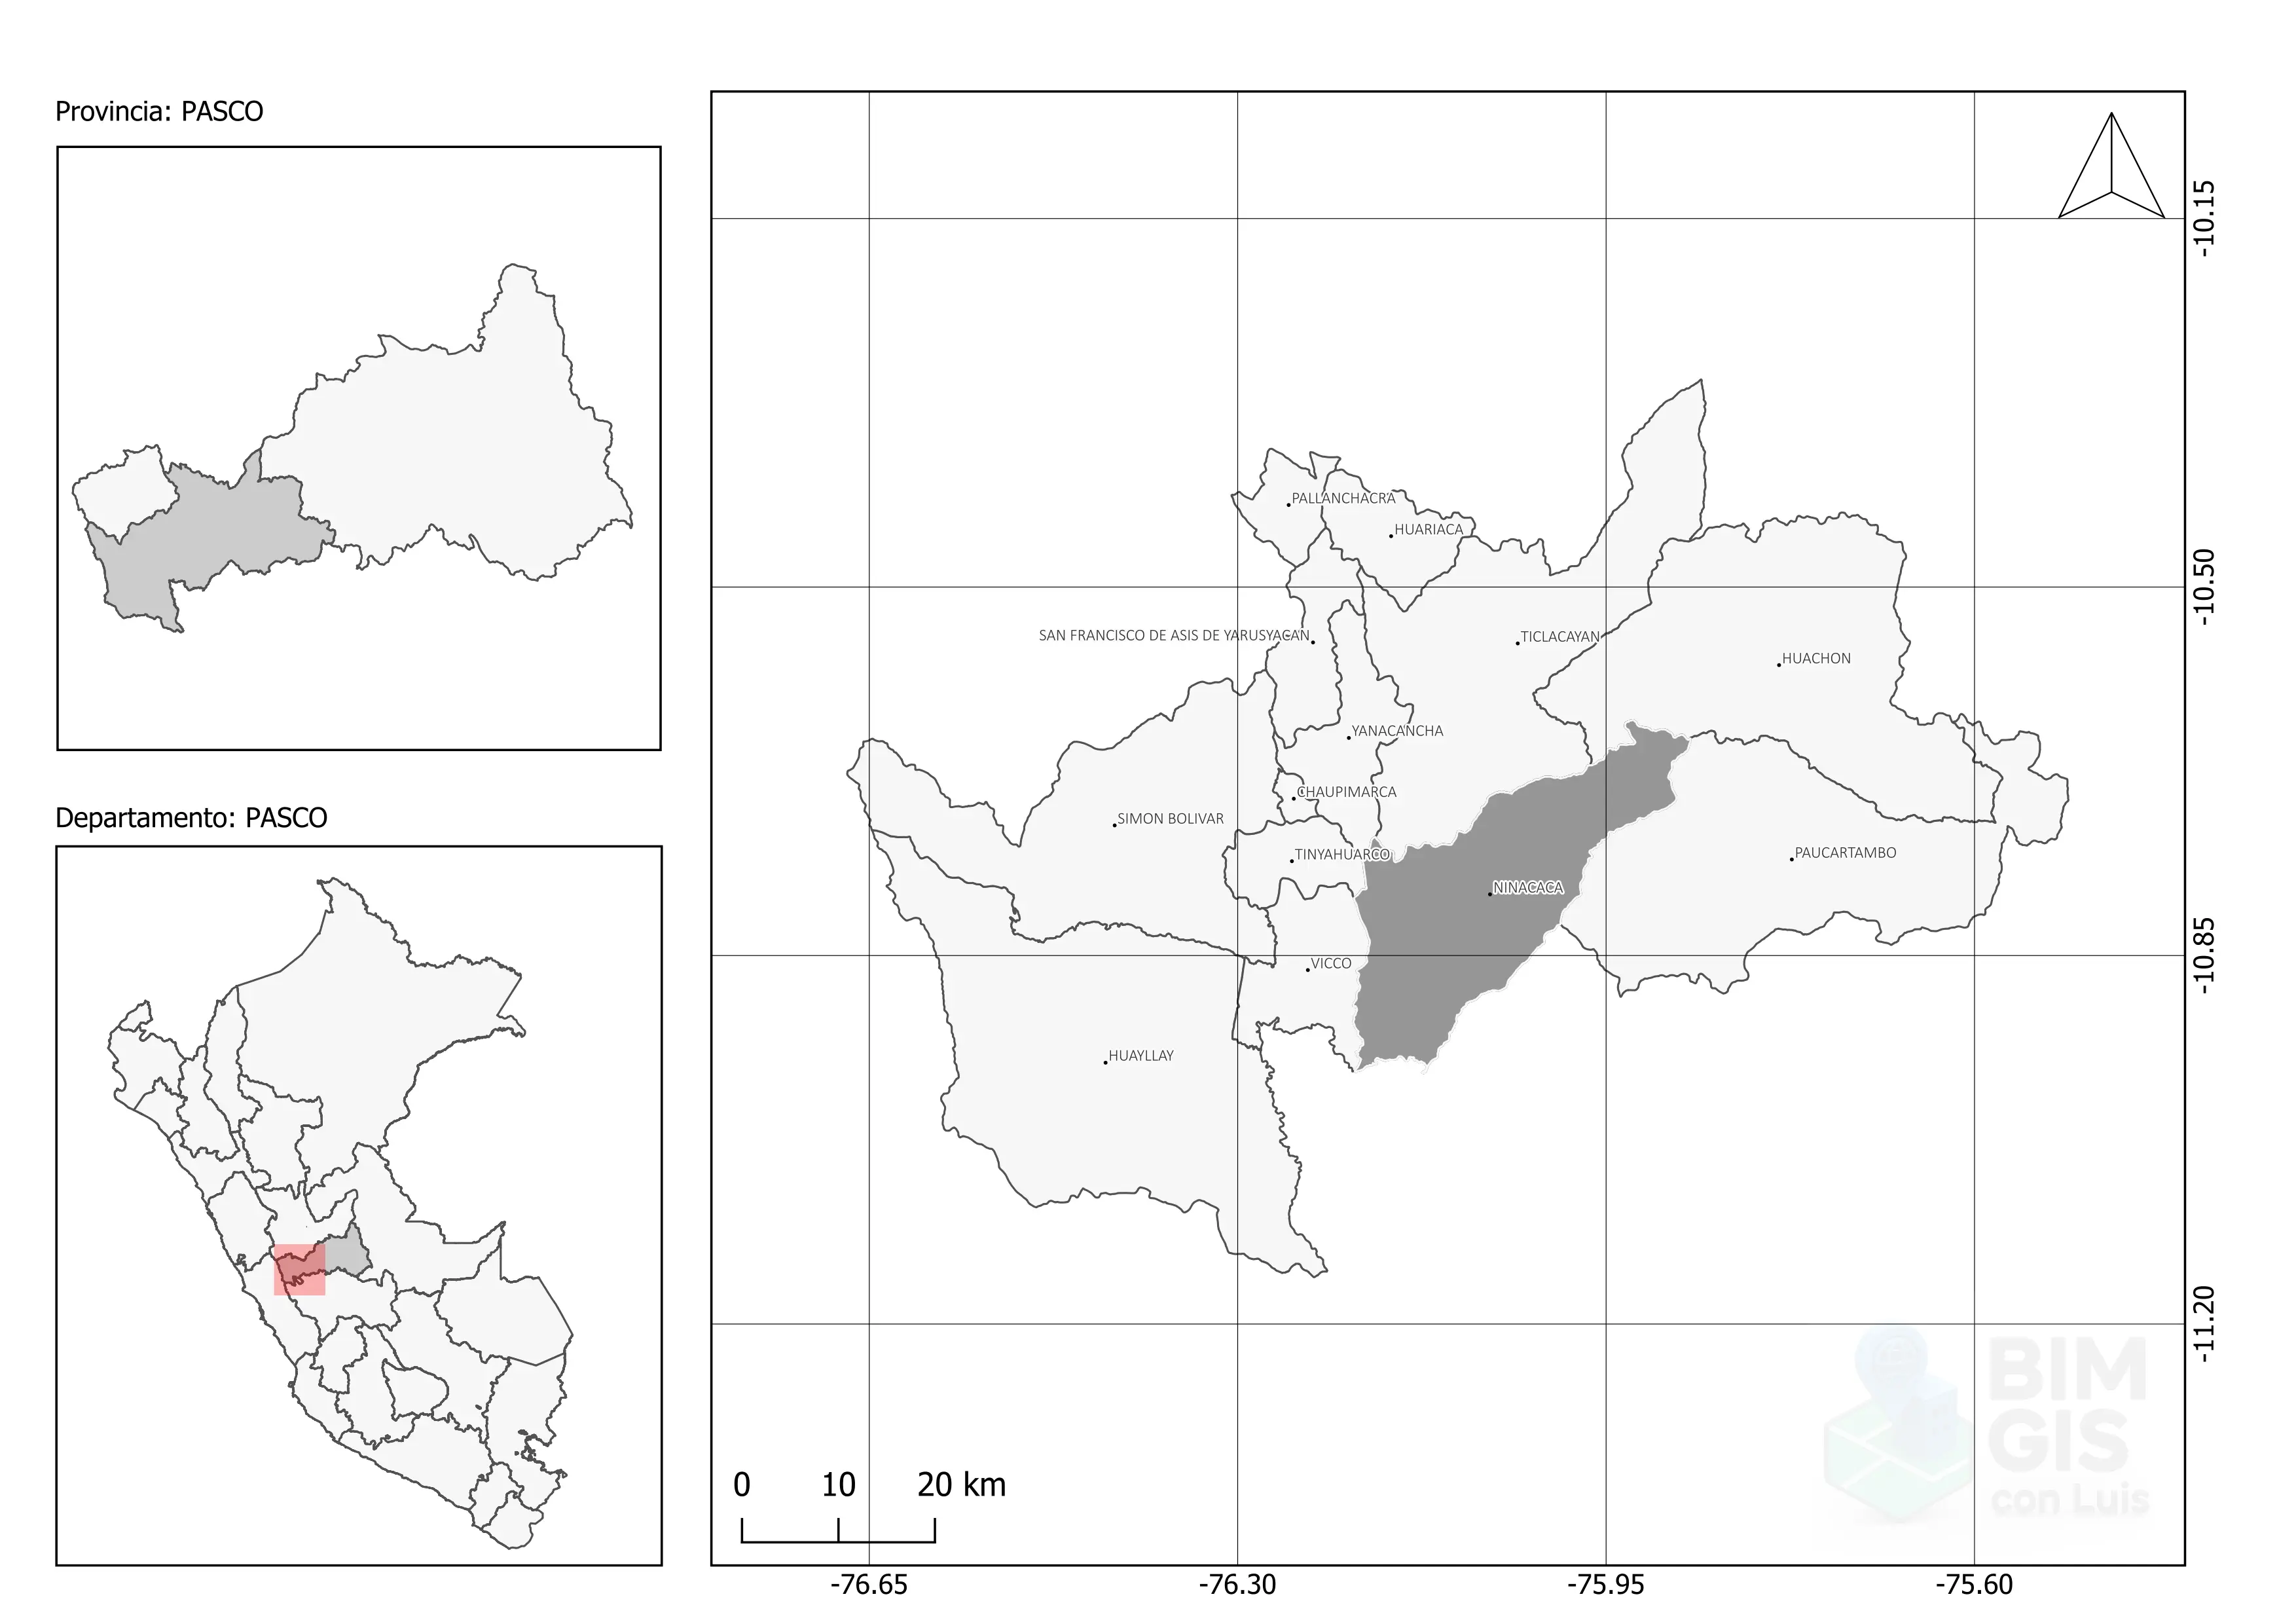 Provincia: PASCO
Departamento: PASCO
PALLANCHACRA
HUARIACA
SAN FRANCISCO DE ASIS DE YARUSYACAN
TICLACAYAN
HUACHON
YANACANCHA
CHAUPIMARCA
SIMON BOLIVAR
TINYAHUARCO
PAUCARTAMBO
NINACACA
VICCO
HUAYLLAY
-10.15
-10.50
-10.85
-11.20
BIM
GIS
con Luis
0 10 20 km
-76.65 -76.30 -75.95 -75.60